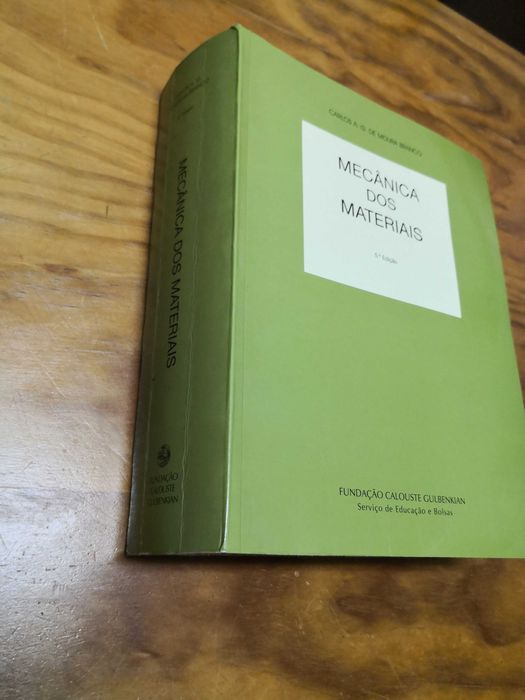 CARLOS A. G. DE MOURA BRANCO
MECÂNICA
DOS
MATERIAIS
5.ª Edição
FUNDAÇÃO CALOUSTE GULBENKIAN
Serviço de Educação e Bolsas
MECÂNICA DOS MATERIAIS
FUNDAÇÃO
CALOUSTE
GULBENKIAN